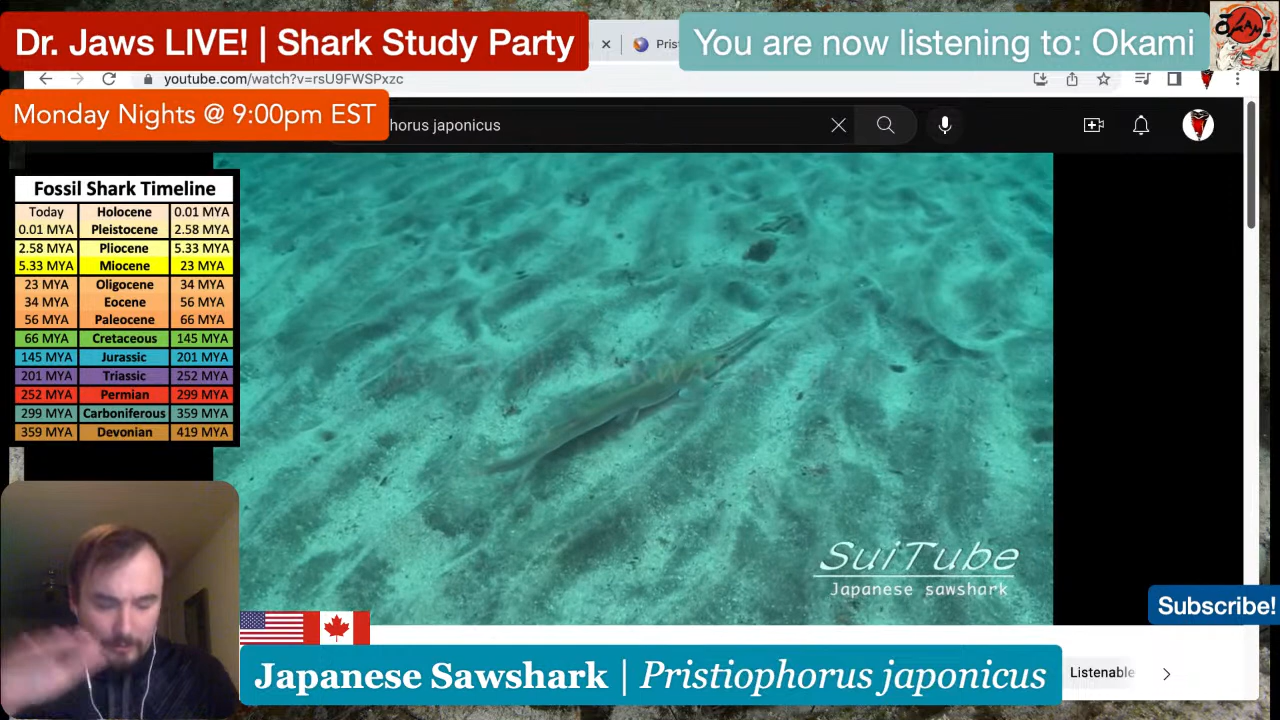 Dr. Jaws LIVE! | Shark Study Party
Pris
You are now listening to: Okami
youtube.com/watch?v=rsU9FWSPxzc
Monday Nights @ 9:00pm EST
horus japonicus
Fossil Shark Timeline
Today Holocene 0.01 MYA
0.01 MYA Pleistocene 2.58 MYA
2.58 MYA Pliocene 5.33 MYA
5.33 MYA Miocene 23 MYA
23 MYA Oligocene 34 MYA
34 MYA Eocene 56 MYA
56 MYA Paleocene 66 MYA
66 MYA Cretaceous 145 MYA
145 MYA Jurassic 201 MYA
201 MYA Triassic 252 MYA
252 MYA Permian 299 MYA
299 MYA Carboniferous 359 MYA
359 MYA Devonian 419 MYA
SuiTube
Japanese sawshark
Subscribe!
Japanese Sawshark | Pristiophorus japonicus
Listenable